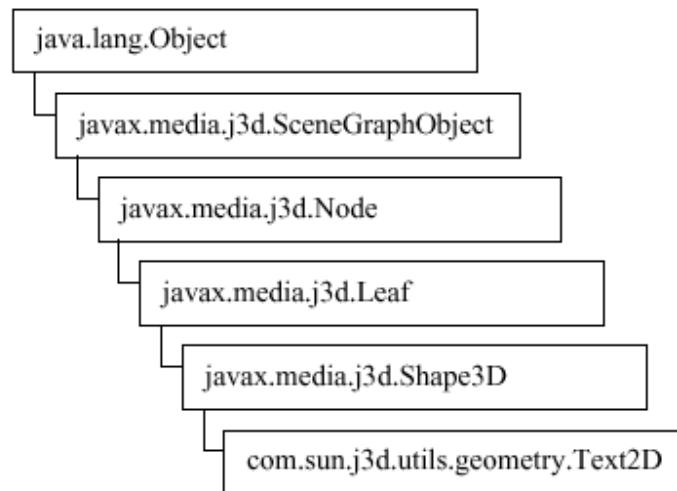 java.lang.Object
javax.media.j3d.SceneGraphObject
javax.media.j3d.Node
javax.media.j3d.Leaf
javax.media.j3d.Shape3D
com.sun.j3d.utils.geometry.Text2D